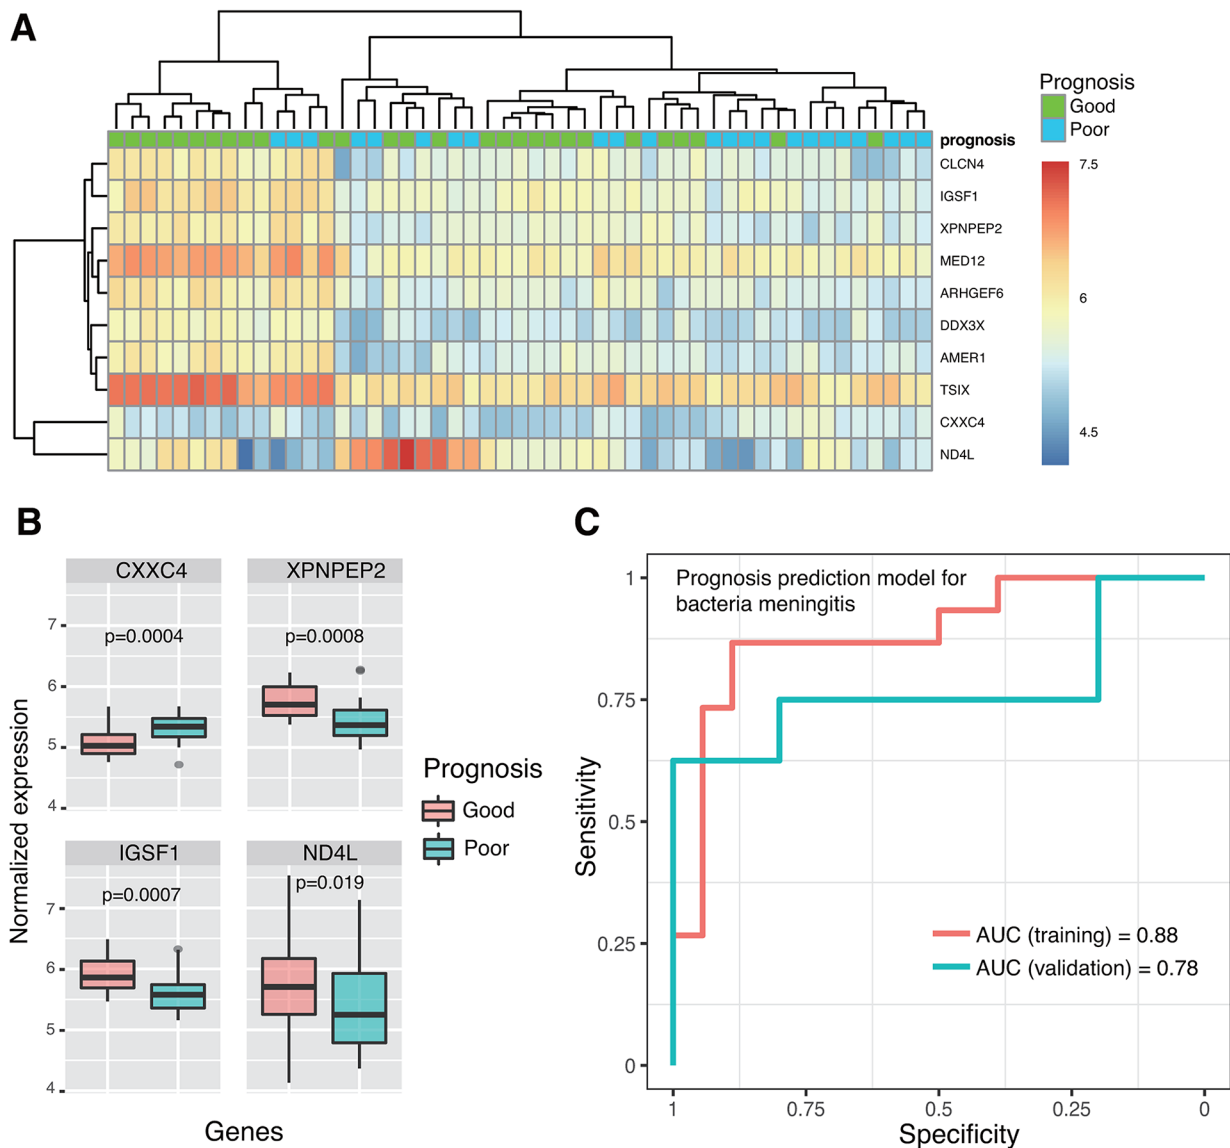 A
Prognosis
Good
Poor
prognosis
CLCN4
IGSF1
XPNPEP2
MED12
ARHGEF6
DDX3X
AMER1
TSIX
CXXC4
ND4L
7.5
6
4.5
B
CXXC4
XPNPEP2
p=0.0004
p=0.0008
7
6
5
4
IGSF1
ND4L
p=0.0007
p=0.019
7
6
5
4
Normalized expression
Genes
Prognosis
Good
Poor
C
Prognosis prediction model for
bacteria meningitis
1
0.75
0.5
0.25
0
Sensitivity
AUC (training) = 0.88
AUC (validation) = 0.78
1
0.75
0.5
0.25
0
Specificity